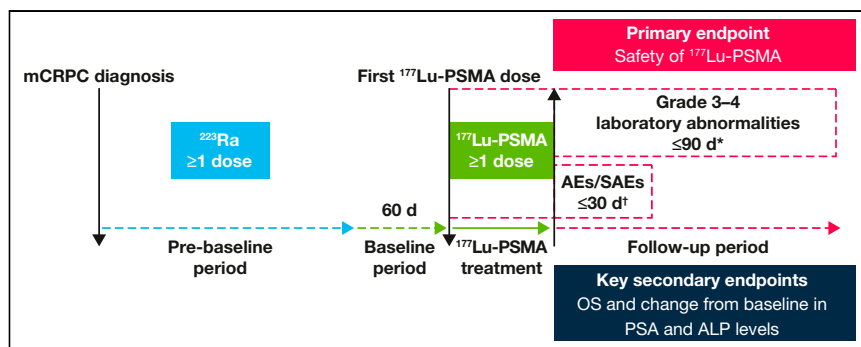 Primary endpoint
Safety of ¹⁷⁷Lu-PSMA
mCRPC diagnosis
First ¹⁷⁷Lu-PSMA dose
Grade 3–4
laboratory abnormalities
≤90 d*
²²³Ra
≥1 dose
¹⁷⁷Lu-PSMA
≥1 dose
AEs/SAEs
≤30 d†
60 d
Pre-baseline
period
Baseline
period
¹⁷⁷Lu-PSMA
treatment
Follow-up period
Key secondary endpoints
OS and change from baseline in
PSA and ALP levels